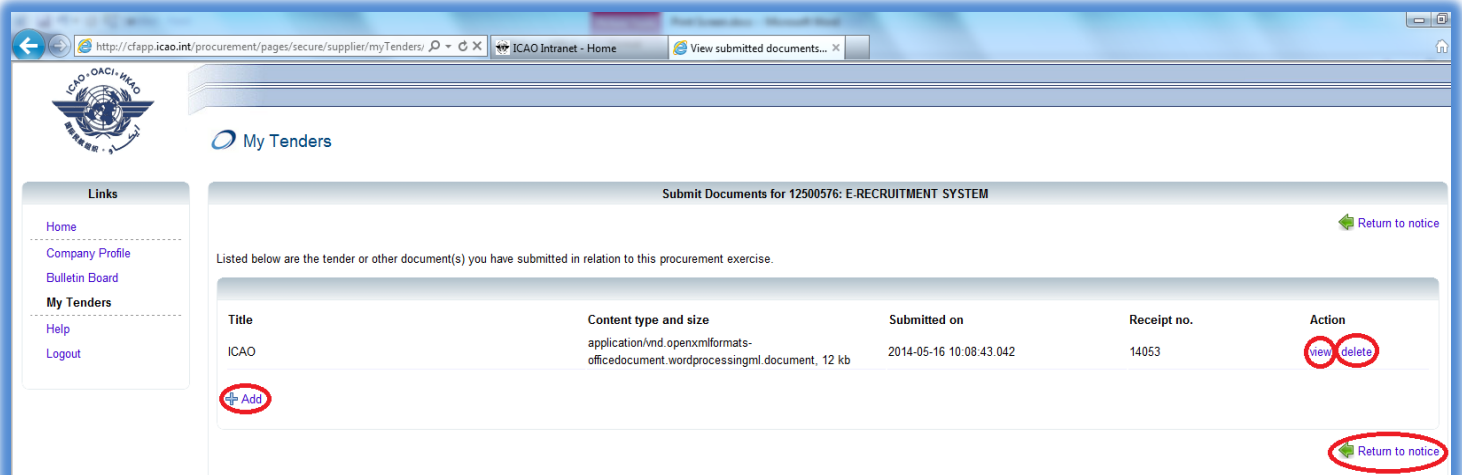 http://cfapp.icao.int/procurement/pages/secure/supplier/myTenders/
ICAO Intranet - Home
View submitted documents...
ICAO · OACI · ИКАО
My Tenders
Links
Home
Company Profile
Bulletin Board
My Tenders
Help
Logout
Submit Documents for 12500576: E-RECRUITMENT SYSTEM
Return to notice
Listed below are the tender or other document(s) you have submitted in relation to this procurement exercise.
Title Content type and size Submitted on Receipt no. Action
ICAO application/vnd.openxmlformats-
officedocument.wordprocessingml.document, 12 kb 2014-05-16 10:08:43.042 14053 view delete
Add
Return to notice